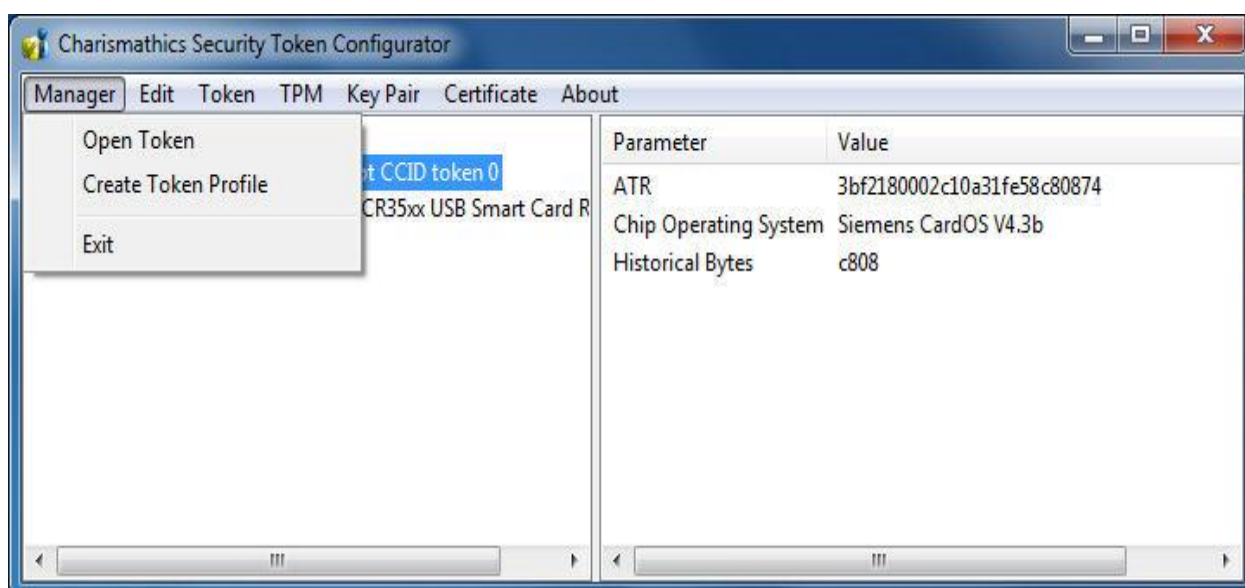 Charismathics Security Token Configurator
Manager Edit Token TPM Key Pair Certificate About
Open Token
Create Token Profile
Exit
CCID token 0
CR35xx USB Smart Card R
Parameter Value
ATR 3bf2180002c10a31fe58c80874
Chip Operating System Siemens CardOS V4.3b
Historical Bytes c808